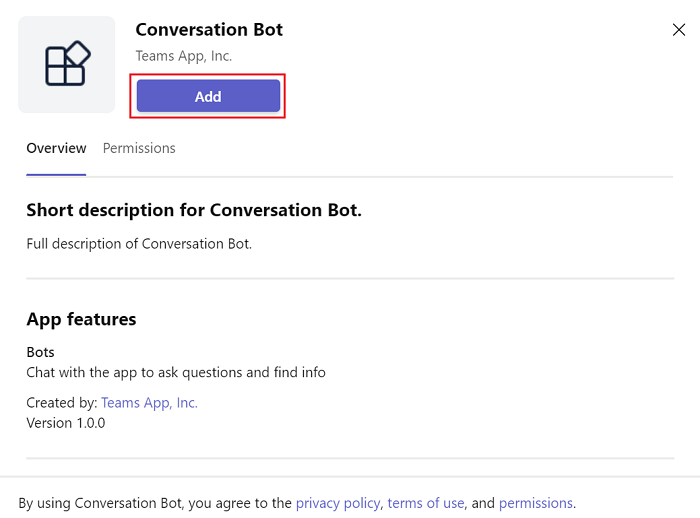 Conversation Bot
Teams App, Inc.
Add
Overview Permissions
Short description for Conversation Bot.
Full description of Conversation Bot.
App features
Bots
Chat with the app to ask questions and find info
Created by: Teams App, Inc.
Version 1.0.0
By using Conversation Bot, you agree to the privacy policy, terms of use, and permissions.